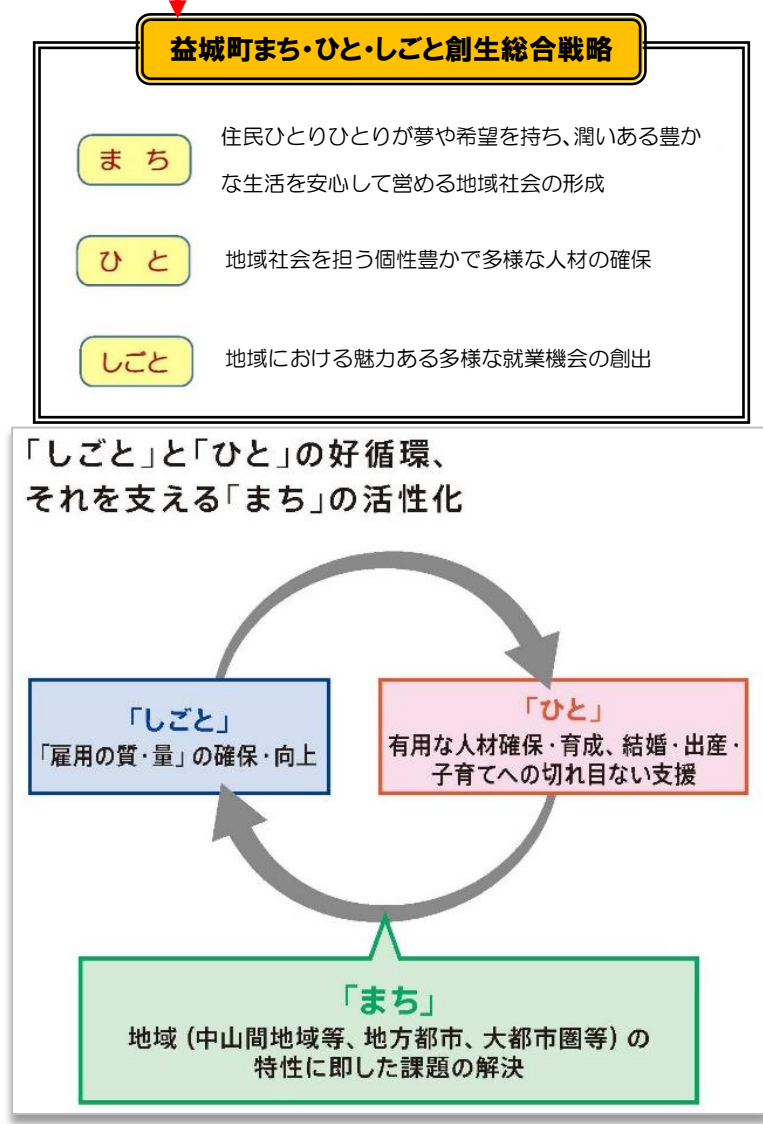 益城町まち・ひと・しごと創生総合戦略
まち
住民ひとりひとりが夢や希望を持ち、潤いある豊か
な生活を安心して営める地域社会の形成
ひと
地域社会を担う個性豊かで多様な人材の確保
しごと
地域における魅力ある多様な就業機会の創出
「しごと」と「ひと」の好循環、
それを支える「まち」の活性化
「しごと」
「雇用の質・量」の確保・向上
「ひと」
有用な人材確保・育成、結婚・出産・
子育てへの切れ目ない支援
「まち」
地域(中山間地域等、地方都市、大都市圏等)の
特性に即した課題の解決